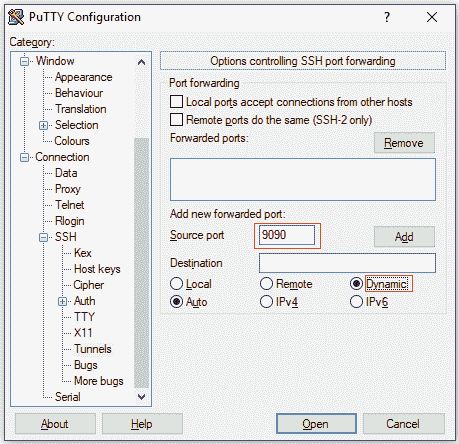 PuTTY Configuration
?
Category:
Window
Appearance
Behaviour
Translation
Selection
Colours
Connection
Data
Proxy
Telnet
Rlogin
SSH
Kex
Host keys
Cipher
Auth
TTY
X11
Tunnels
Bugs
More bugs
Serial
Options controlling SSH port forwarding
Port forwarding
Local ports accept connections from other hosts
Remote ports do the same (SSH-2 only)
Forwarded ports:
Remove
Add new forwarded port:
Source port 9090 Add
Destination
Local Remote Dynamic
Auto IPv4 IPv6
About Help Open Cancel